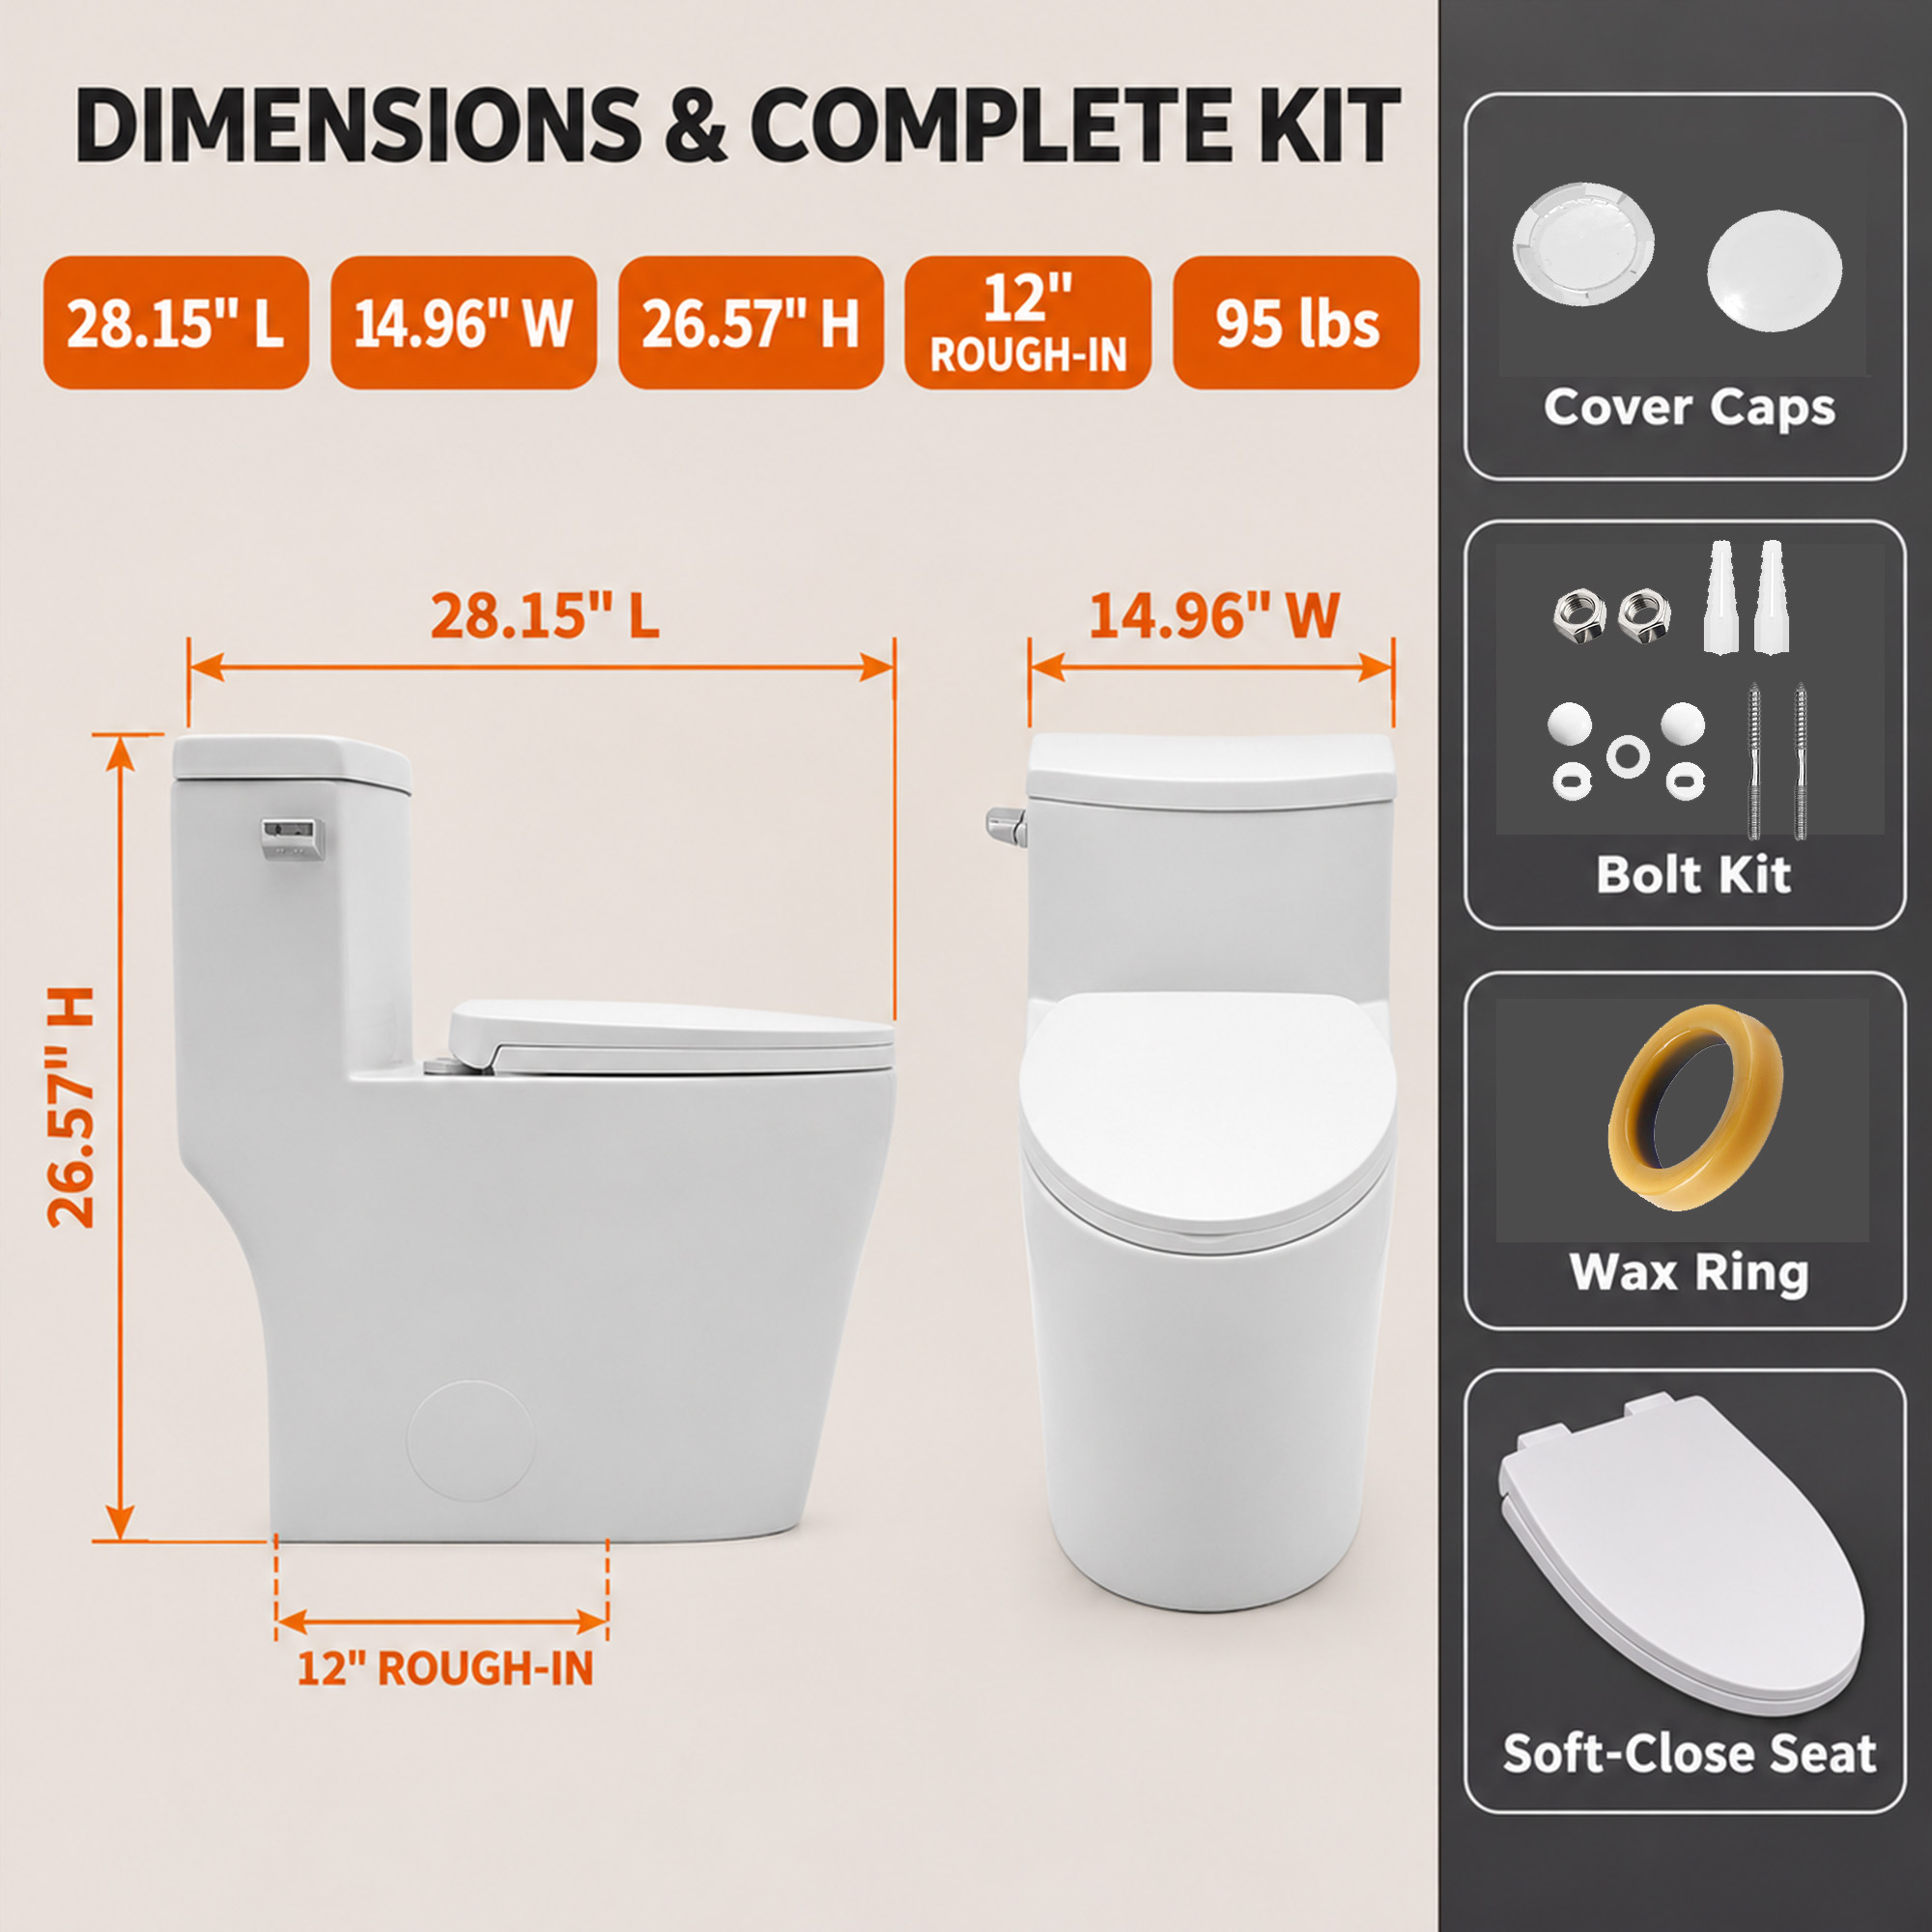 DIMENSIONS & COMPLETE KIT
28.15" L
14.96" W
26.57" H
12"
ROUGH-IN
95 lbs
28.15" L
14.96" W
26.57" H
12" ROUGH-IN
Cover Caps
Bolt Kit
Wax Ring
Soft-Close Seat